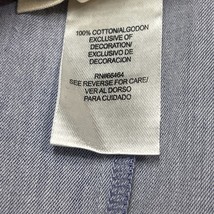 100% COTTON/ALGODON
EXCLUSIVE OF
DECORATION/
EXCLUSIVO DE
DECORACION
RN#66464
SEE REVERSE FOR CARE/
VER AL DORSO
PARA CUIDADO